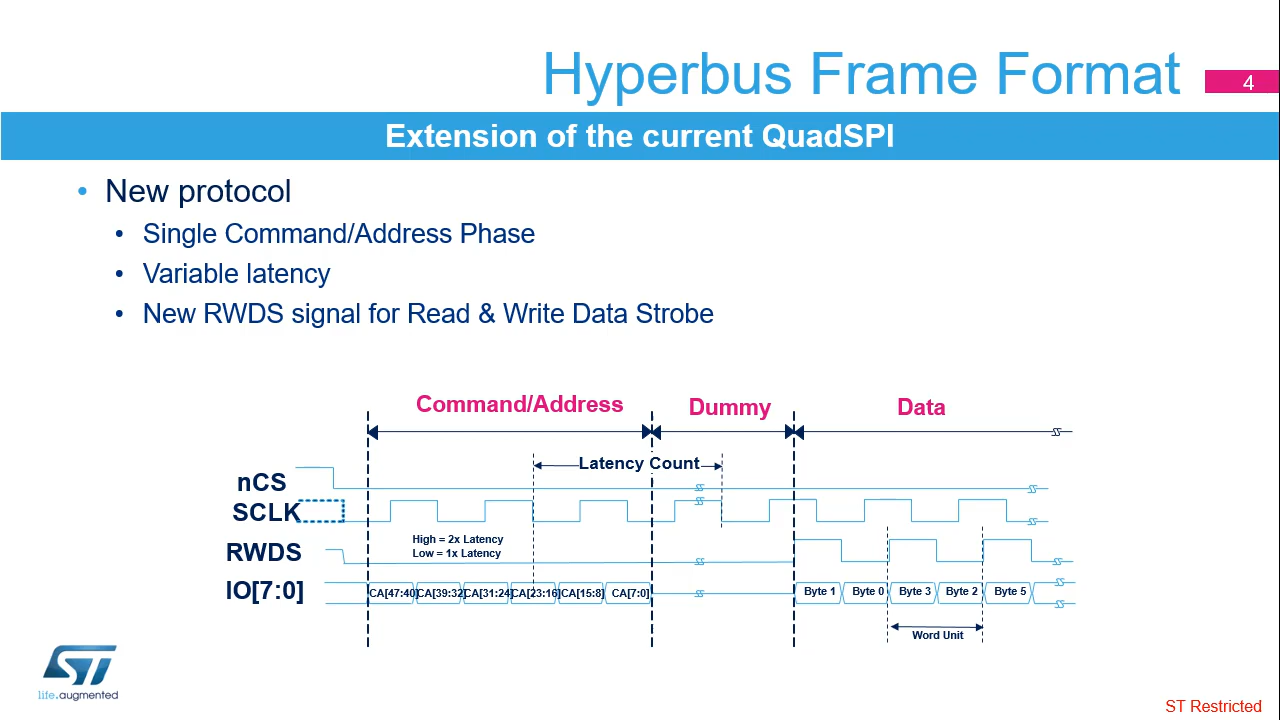 Hyperbus Frame Format
4
Extension of the current QuadSPI
• New protocol
• Single Command/Address Phase
• Variable latency
• New RWDS signal for Read & Write Data Strobe
Command/Address
Dummy
Data
Latency Count
nCS
SCLK
High = 2x Latency
Low = 1x Latency
RWDS
IO[7:0]
CA[47:40] CA[39:32] CA[31:24] CA[23:16] CA[15:8] CA[7:0] Byte 1 Byte 0 Byte 3 Byte 2 Byte 5
Word Unit
ST
life.augmented
ST Restricted